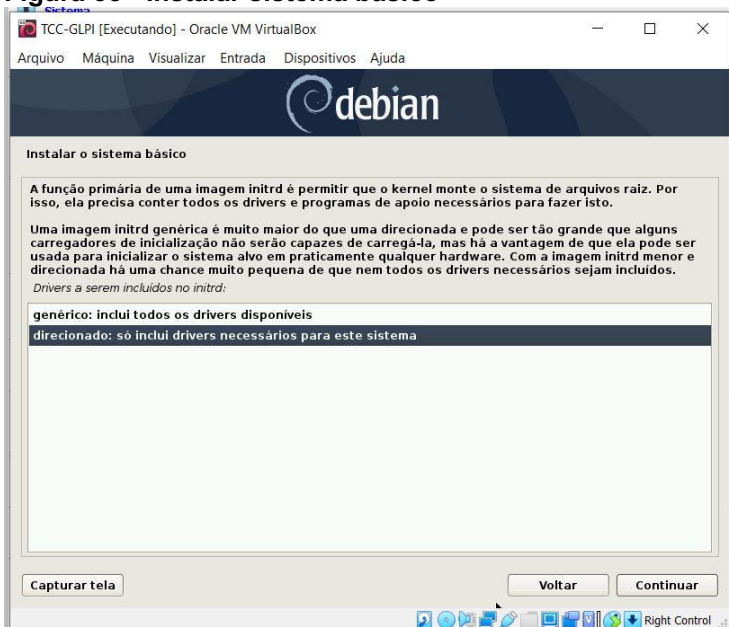 Sistema
TCC-GLPI [Executando] - Oracle VM VirtualBox
Arquivo Máquina Visualizar Entrada Dispositivos Ajuda
debian
Instalar o sistema básico
A função primária de uma imagem initrd é permitir que o kernel monte o sistema de arquivos raiz. Por
isso, ela precisa conter todos os drivers e programas de apoio necessários para fazer isto.
Uma imagem initrd genérica é muito maior do que uma direcionada e pode ser tão grande que alguns
carregadores de inicialização não serão capazes de carregá-la, mas há a vantagem de que ela pode ser
usada para inicializar o sistema alvo em praticamente qualquer hardware. Com a imagem initrd menor e
direcionada há uma chance muito pequena de que nem todos os drivers necessários sejam incluídos.
Drivers a serem incluídos no initrd:
genérico: inclui todos os drivers disponíveis
direcionado: só inclui drivers necessários para este sistema
Capturar tela
Voltar
Continuar
Right Control